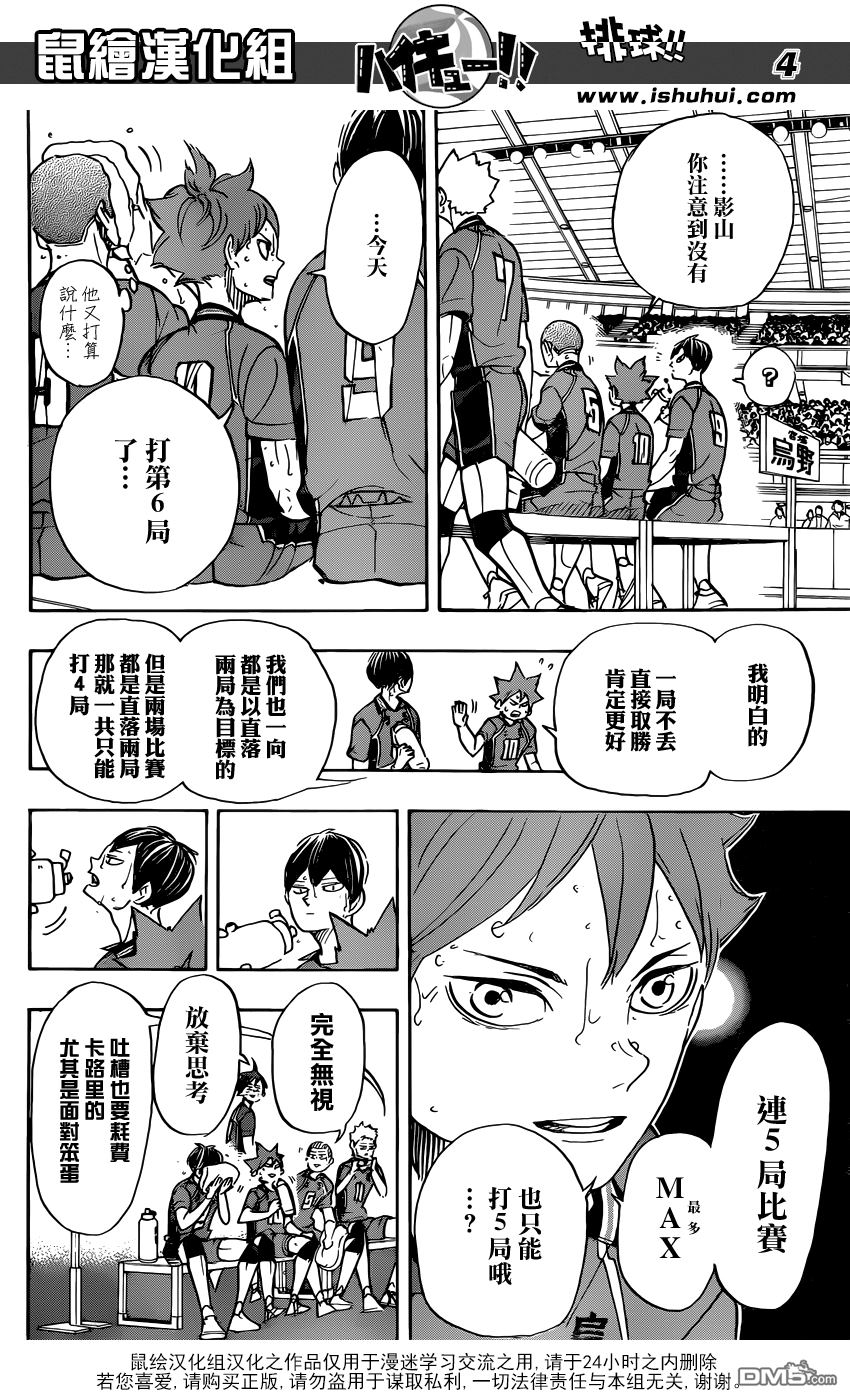 鼠繪漢化組
ハイキュー!!
排球!!
4
www.ishuhui.com
……影山
你注意到沒有
?
5
10
9
烏野
…今天
他又打算
說什麼…
打第6局
了…
我明白的
一局不丟
直接取勝
肯定更好
我們也一向
都是以直落
兩局為目標的
但是兩場比賽
都是直落兩局
那就一共只能
打4局
連5局比賽
最多
MAX
也只能
打5局哦
…?
完全無視
放棄思考
吐槽也要耗費
卡路里的
尤其是面對笨蛋
鼠绘汉化组汉化之作品仅用于漫迷学习交流之用, 请于24小时之内删除
若您喜爱, 请购买正版, 请勿用于谋取私利, 一切法律责任与本组无关, 谢谢。
DM5.com